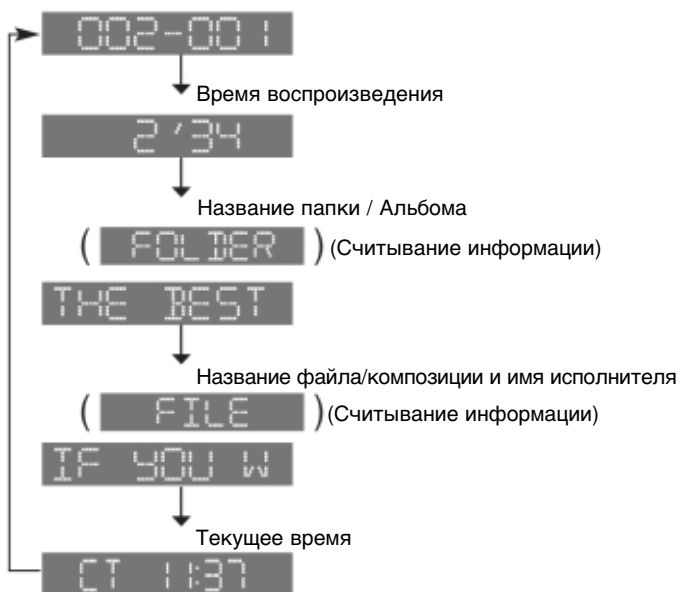 002-001
Время воспроизведения
2'34
Название папки / Альбома
( FOLDER ) (Считывание информации)
THE BEST
Название файла/композиции и имя исполнителя
( FILE ) (Считывание информации)
IF YOU W
Текущее время
CT 11:37